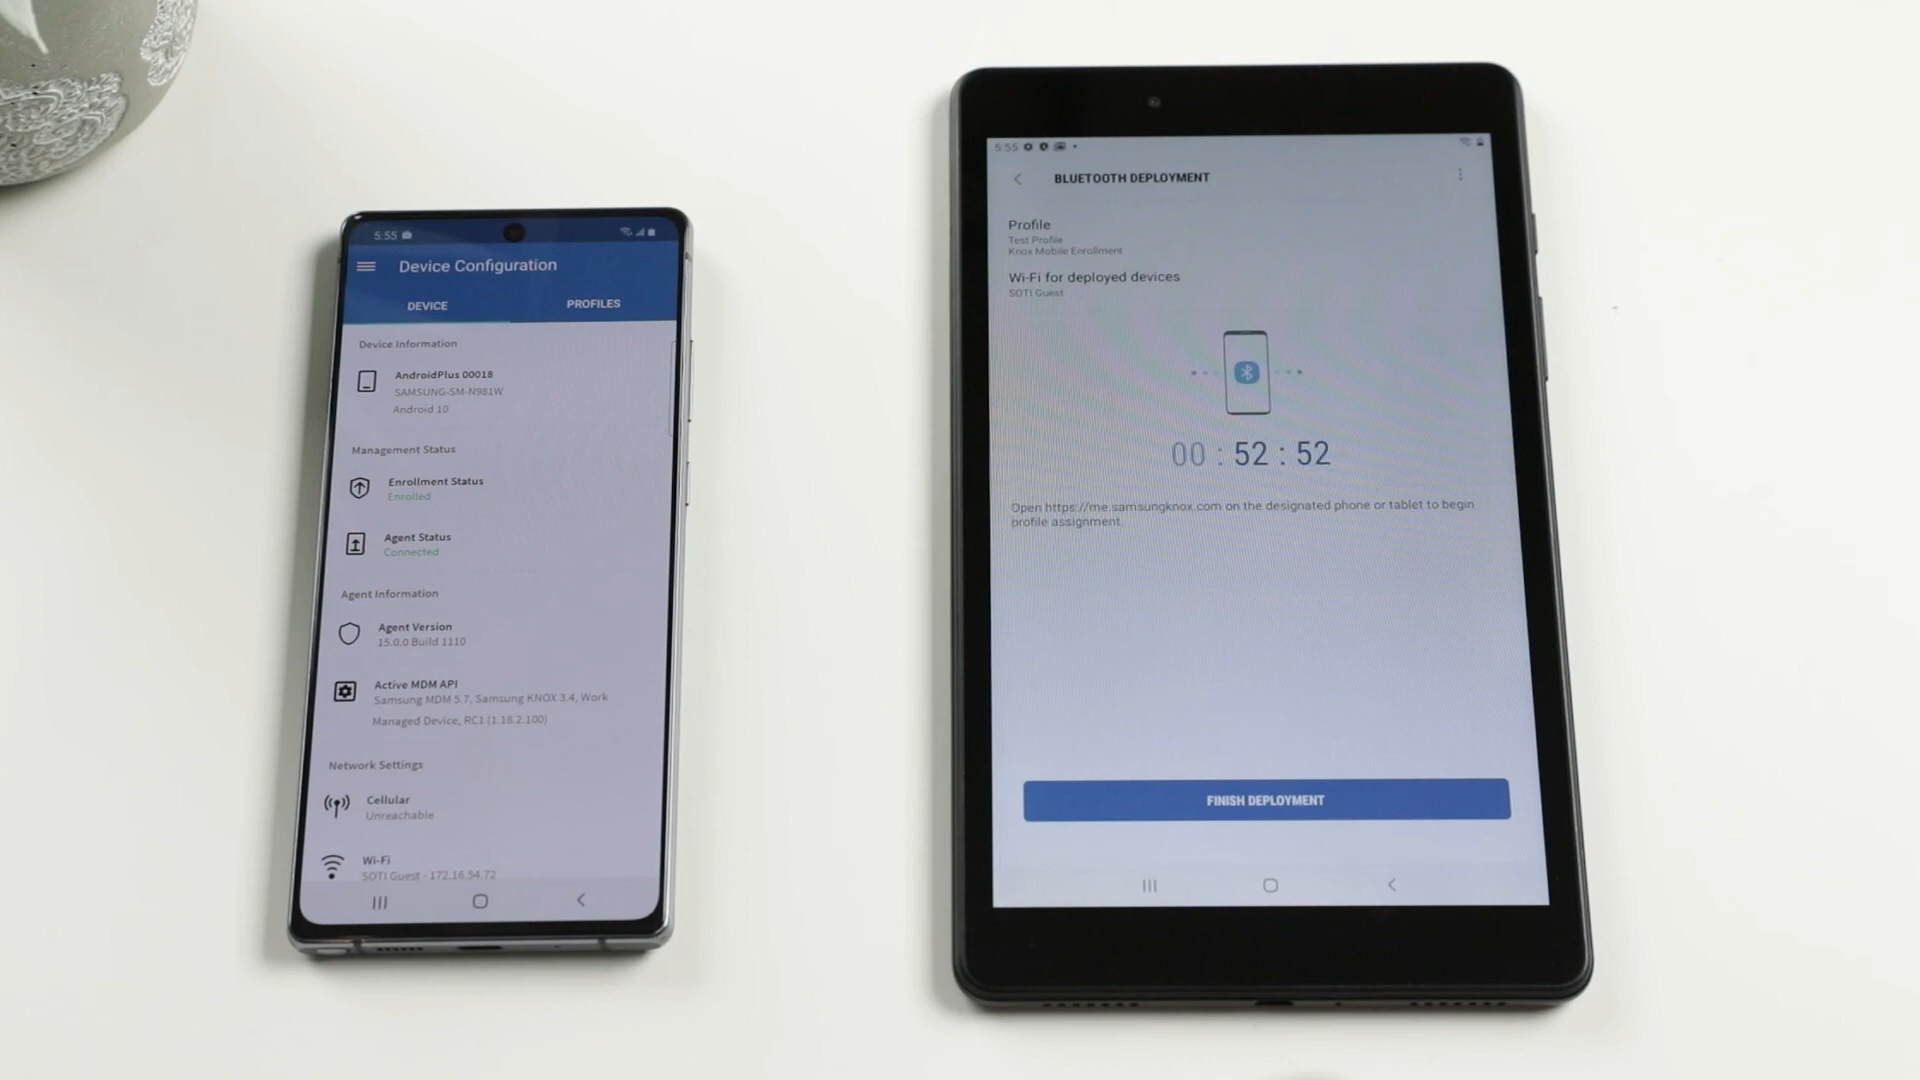 5:55
Device Configuration
DEVICE
PROFILES
Device Information
AndroidPlus 00018
SAMSUNG-SM-N981W
Android 10
Management Status
Enrollment Status
Enrolled
Agent Status
Connected
Agent Information
Agent Version
15.0.0 Build 1110
Active MDM API
Samsung MDM 5.7, Samsung KNOX 3.4, Work
Managed Device, RC1 (1.18.2.100)
Network Settings
Cellular
Unreachable
Wi-Fi
SOTI Guest - 172.16.54.72
5:55
BLUETOOTH DEPLOYMENT
Profile
Test Profile
Knox Mobile Enrollment
Wi-Fi for deployed devices
SOTI Guest
00 : 52 : 52
Open https://me.samsungknox.com on the designated phone or tablet to begin
profile assignment.
FINISH DEPLOYMENT